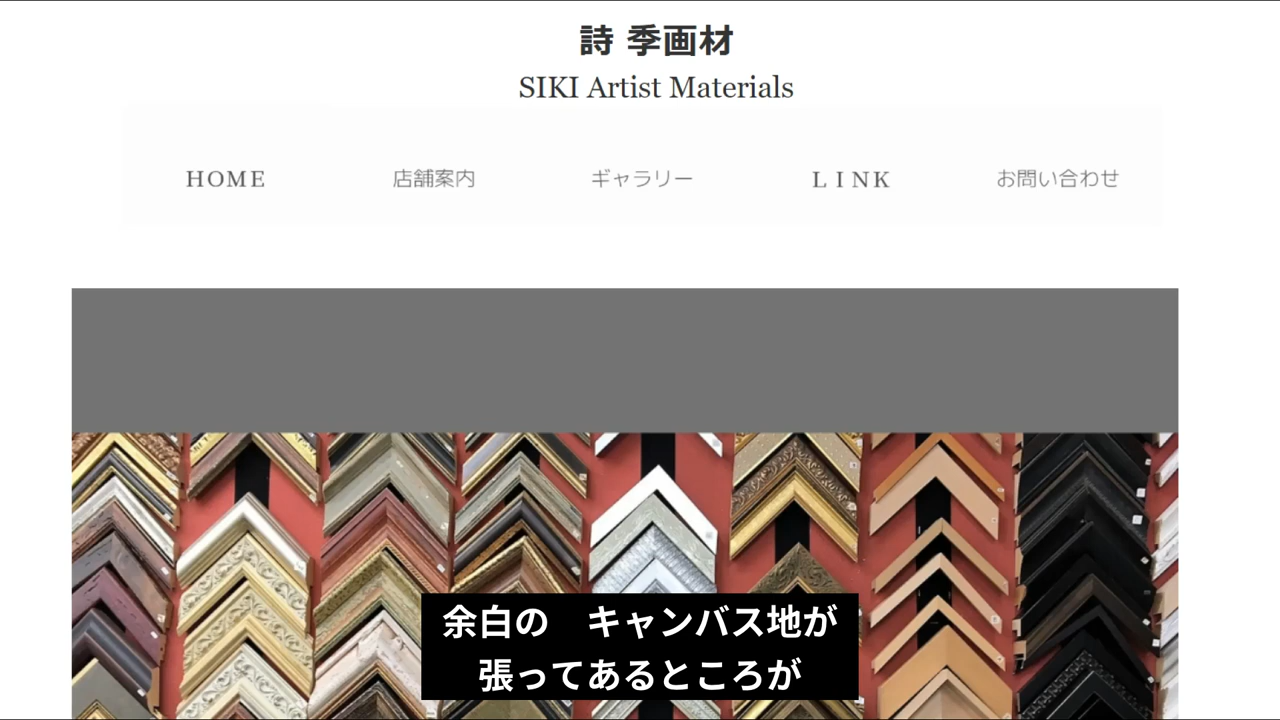 詩 季画材
SIKI Artist Materials
HOME 店舗案内 ギャラリー ＬＩＮＫ お問い合わせ
余白の　キャンバス地が
張ってあるところが